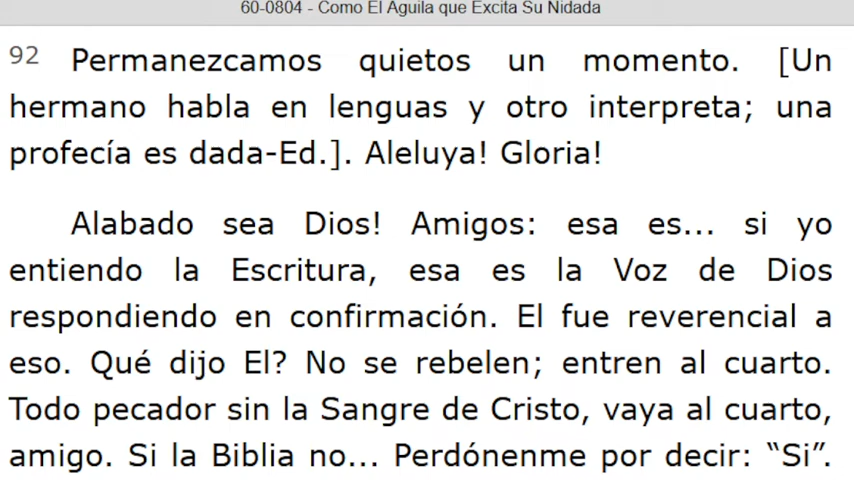 60-0804 - Como El Aguila que Excita Su Nidada
92 Permanezcamos quietos un momento. [Un
hermano habla en lenguas y otro interpreta; una
profecía es dada-Ed.]. Aleluya! Gloria!
Alabado sea Dios! Amigos: esa es... si yo
entiendo la Escritura, esa es la Voz de Dios
respondiendo en confirmación. El fue reverencial a
eso. Qué dijo El? No se rebelen; entren al cuarto.
Todo pecador sin la Sangre de Cristo, vaya al cuarto,
amigo. Si la Biblia no... Perdónenme por decir: “Si”.